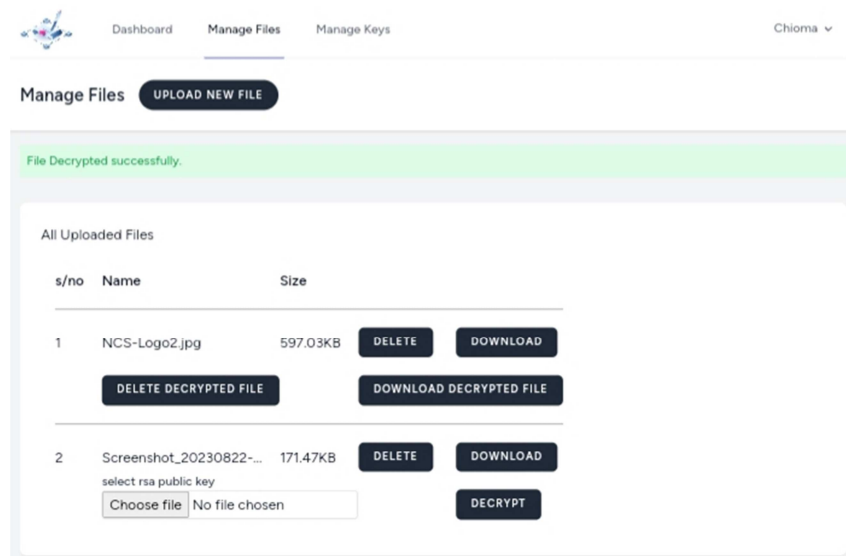 Dashboard Manage Files Manage Keys Chioma
Manage Files UPLOAD NEW FILE
File Decrypted successfully.
All Uploaded Files
s/no Name Size
1 NCS-Logo2.jpg 597.03KB DELETE DOWNLOAD
DELETE DECRYPTED FILE DOWNLOAD DECRYPTED FILE
2 Screenshot_20230822-... 171.47KB DELETE DOWNLOAD
select rsa public key
Choose file No file chosen DECRYPT